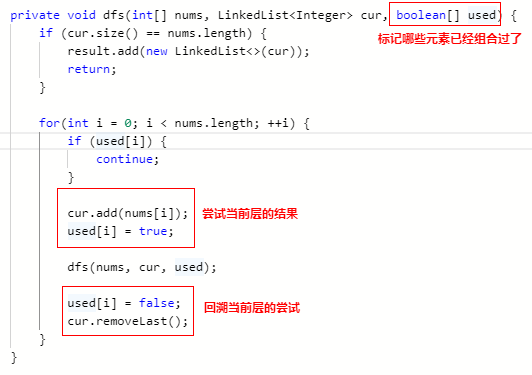 private void dfs(int[] nums, LinkedList<Integer> cur, boolean[] used) {
标记哪些元素已经组合过了
if (cur.size() == nums.length) {
result.add(new LinkedList<>(cur));
return;
}
for(int i = 0; i < nums.length; ++i) {
if (used[i]) {
continue;
}
cur.add(nums[i]);
尝试当前层的结果
used[i] = true;
dfs(nums, cur, used);
used[i] = false;
回溯当前层的尝试
cur.removeLast();
}
}